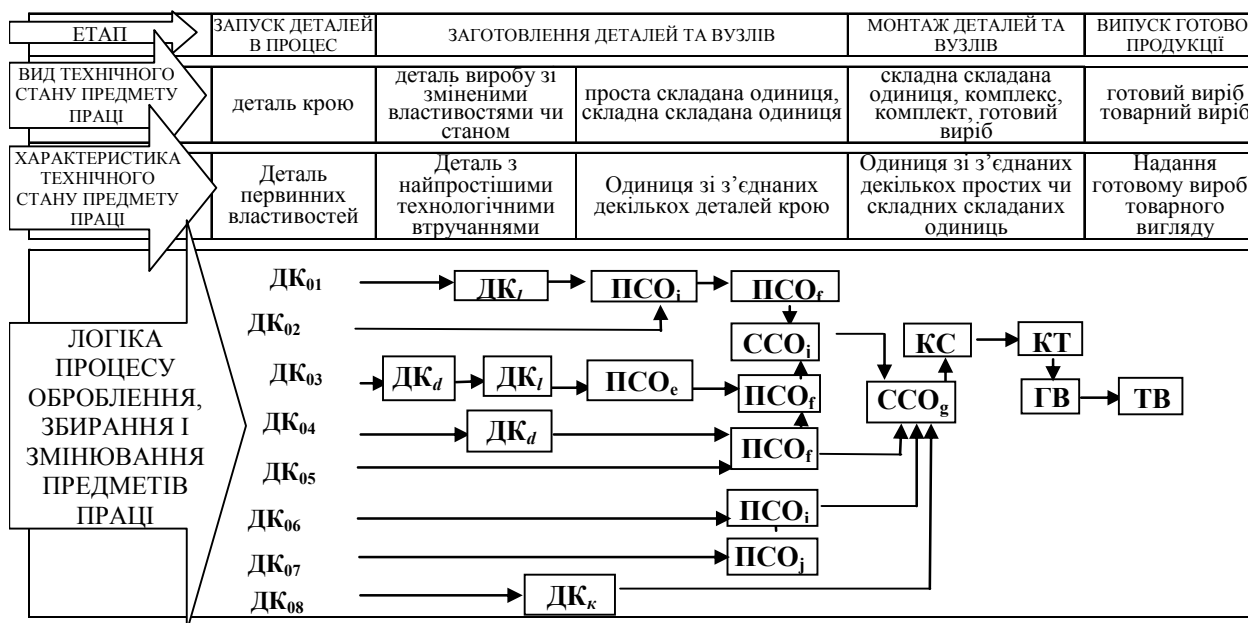 ЕТАП
ЗАПУСК ДЕТАЛЕЙ
В ПРОЦЕС
ЗАГОТОВЛЕННЯ ДЕТАЛЕЙ ТА ВУЗЛІВ
МОНТАЖ ДЕТАЛЕЙ ТА
ВУЗЛІВ
ВИПУСК ГОТОВО
ПРОДУКЦІЇ
ВИД ТЕХНІЧНОГО
СТАНУ ПРЕДМЕТУ
ПРАЦІ
деталь крою
деталь виробу зі
зміненими
властивостями чи
станом
проста складана одиниця,
складна складана одиниця
складна складана
одиниця, комплекс,
комплект, готовий
виріб
готовий виріб
товарний виріб
ХАРАКТЕРИСТИКА
ТЕХНІЧНОГО
СТАНУ ПРЕДМЕТУ
ПРАЦІ
Деталь
первинних
властивостей
Деталь з
найпростішими
технологічними
втручаннями
Одиниця зі з’єднаних
декількох деталей крою
Одиниця зі з’єднаних
декількох простих чи
складних складаних
одиниць
Надання
готовому вироб
товарного
вигляду
ЛОГІКА
ПРОЦЕСУ
ОБРОБЛЕННЯ,
ЗБИРАННЯ І
ЗМІНЮВАННЯ
ПРЕДМЕТІВ
ПРАЦІ
ДК01 ДКl ПСОi ПСОf
ДК02 ССОi КС КТ
ДК03 ДКd ДКl ПСОe ПСОf ССОg ГВ ТВ
ДК04 ДКd ПСОf
ДК05
ДК06 ПСОi
ДК07 ПСОj
ДК08 ДКк